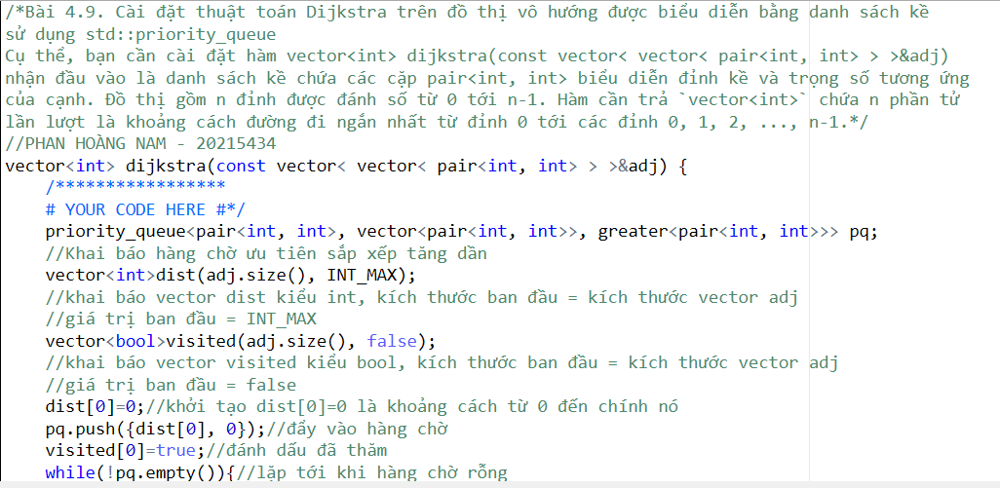 /*Bài 4.9. Cài đặt thuật toán Dijkstra trên đồ thị vô hướng được biểu diễn bằng danh sách kề
sử dụng std::priority_queue
Cụ thể, bạn cần cài đặt hàm vector<int> dijkstra(const vector< vector< pair<int, int> > >&adj)
nhận đầu vào là danh sách kề chứa các cặp pair<int, int> biểu diễn đỉnh kề và trọng số tương ứng
của cạnh. Đồ thị gồm n đỉnh được đánh số từ 0 tới n-1. Hàm cần trả `vector<int>` chứa n phần tử
lần lượt là khoảng cách đường đi ngắn nhất từ đỉnh 0 tới các đỉnh 0, 1, 2, ..., n-1.*/
//PHAN HOÀNG NAM - 20215434
vector<int> dijkstra(const vector< vector< pair<int, int> > >&adj) {
    /*****************
    # YOUR CODE HERE #*/
    priority_queue<pair<int, int>, vector<pair<int, int>>, greater<pair<int, int>>> pq;
    //Khai báo hàng chờ ưu tiên sắp xếp tăng dần
    vector<int>dist(adj.size(), INT_MAX);
    //khai báo vector dist kiểu int, kích thước ban đầu = kích thước vector adj
    //giá trị ban đầu = INT_MAX
    vector<bool>visited(adj.size(), false);
    //khai báo vector visited kiểu bool, kích thước ban đầu = kích thước vector adj
    //giá trị ban đầu = false
    dist[0]=0;//khởi tạo dist[0]=0 là khoảng cách từ 0 đến chính nó
    pq.push({dist[0], 0});//đẩy vào hàng chờ
    visited[0]=true;//đánh dấu đã thăm
    while(!pq.empty()){//lặp tới khi hàng chờ rỗng